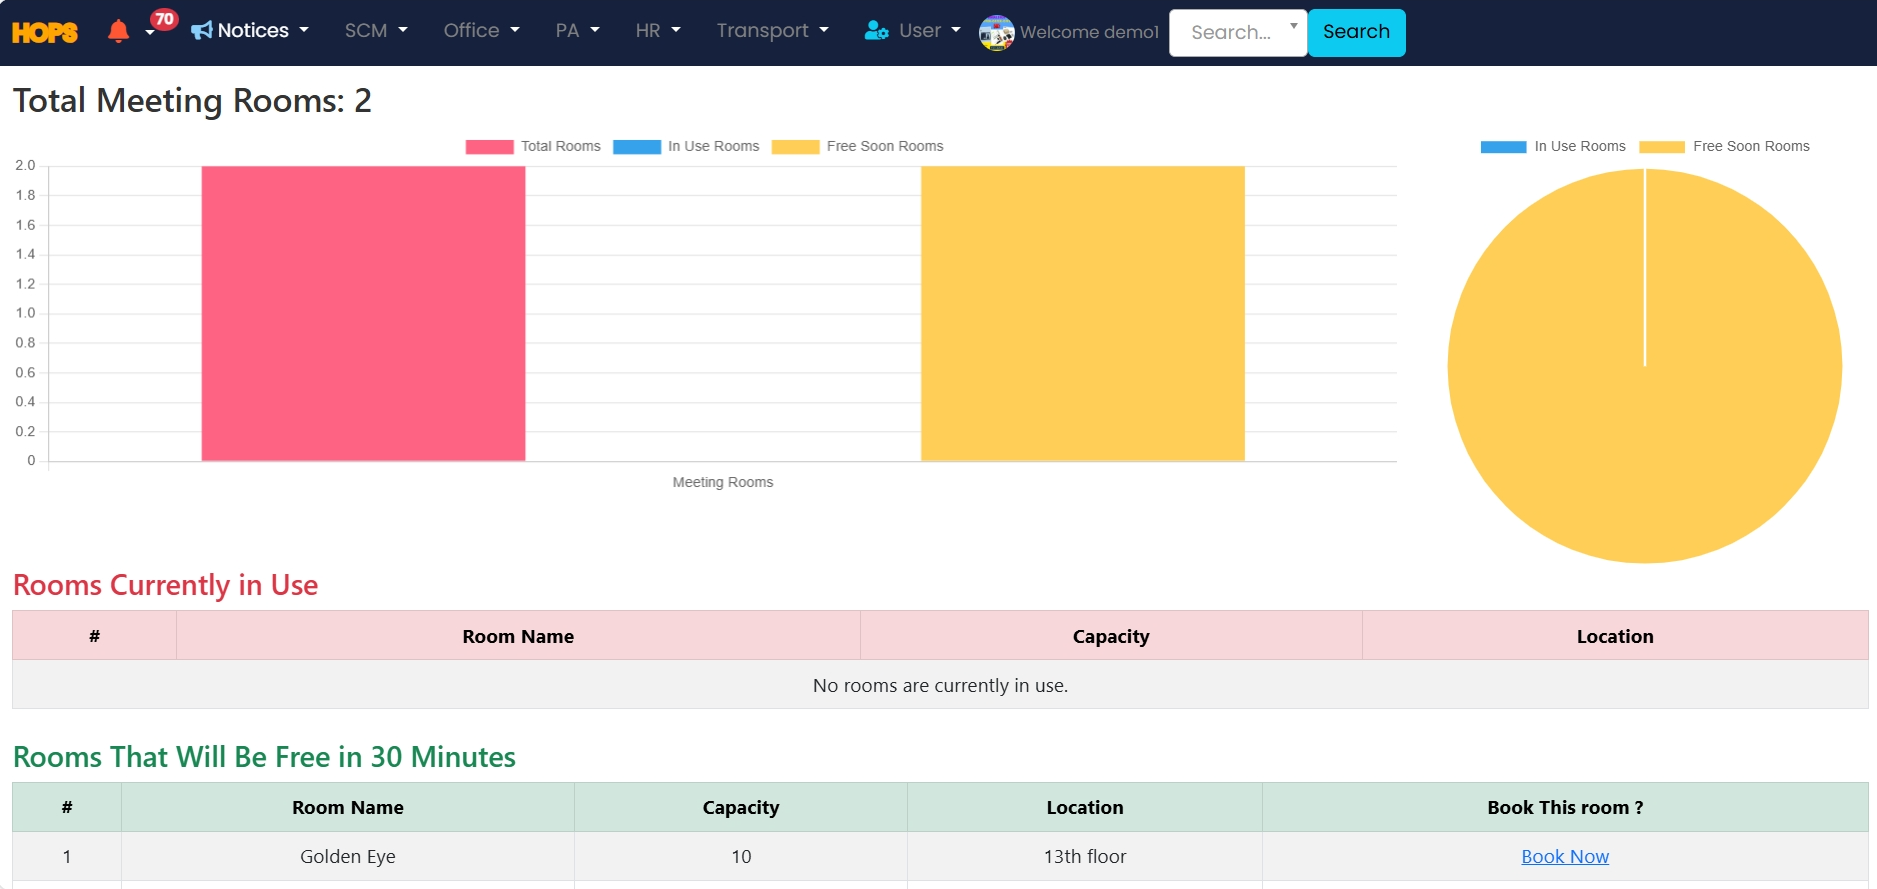 HOPS 70 Notices SCM Office PA HR Transport User Welcome demo1 Search... Search
Total Meeting Rooms: 2
Total Rooms In Use Rooms Free Soon Rooms
2.0
1.8
1.6
1.4
1.2
1.0
0.8
0.6
0.4
0.2
0
Meeting Rooms
In Use Rooms Free Soon Rooms
Rooms Currently in Use
# Room Name Capacity Location
No rooms are currently in use.
Rooms That Will Be Free in 30 Minutes
# Room Name Capacity Location Book This room ?
1 Golden Eye 10 13th floor Book Now